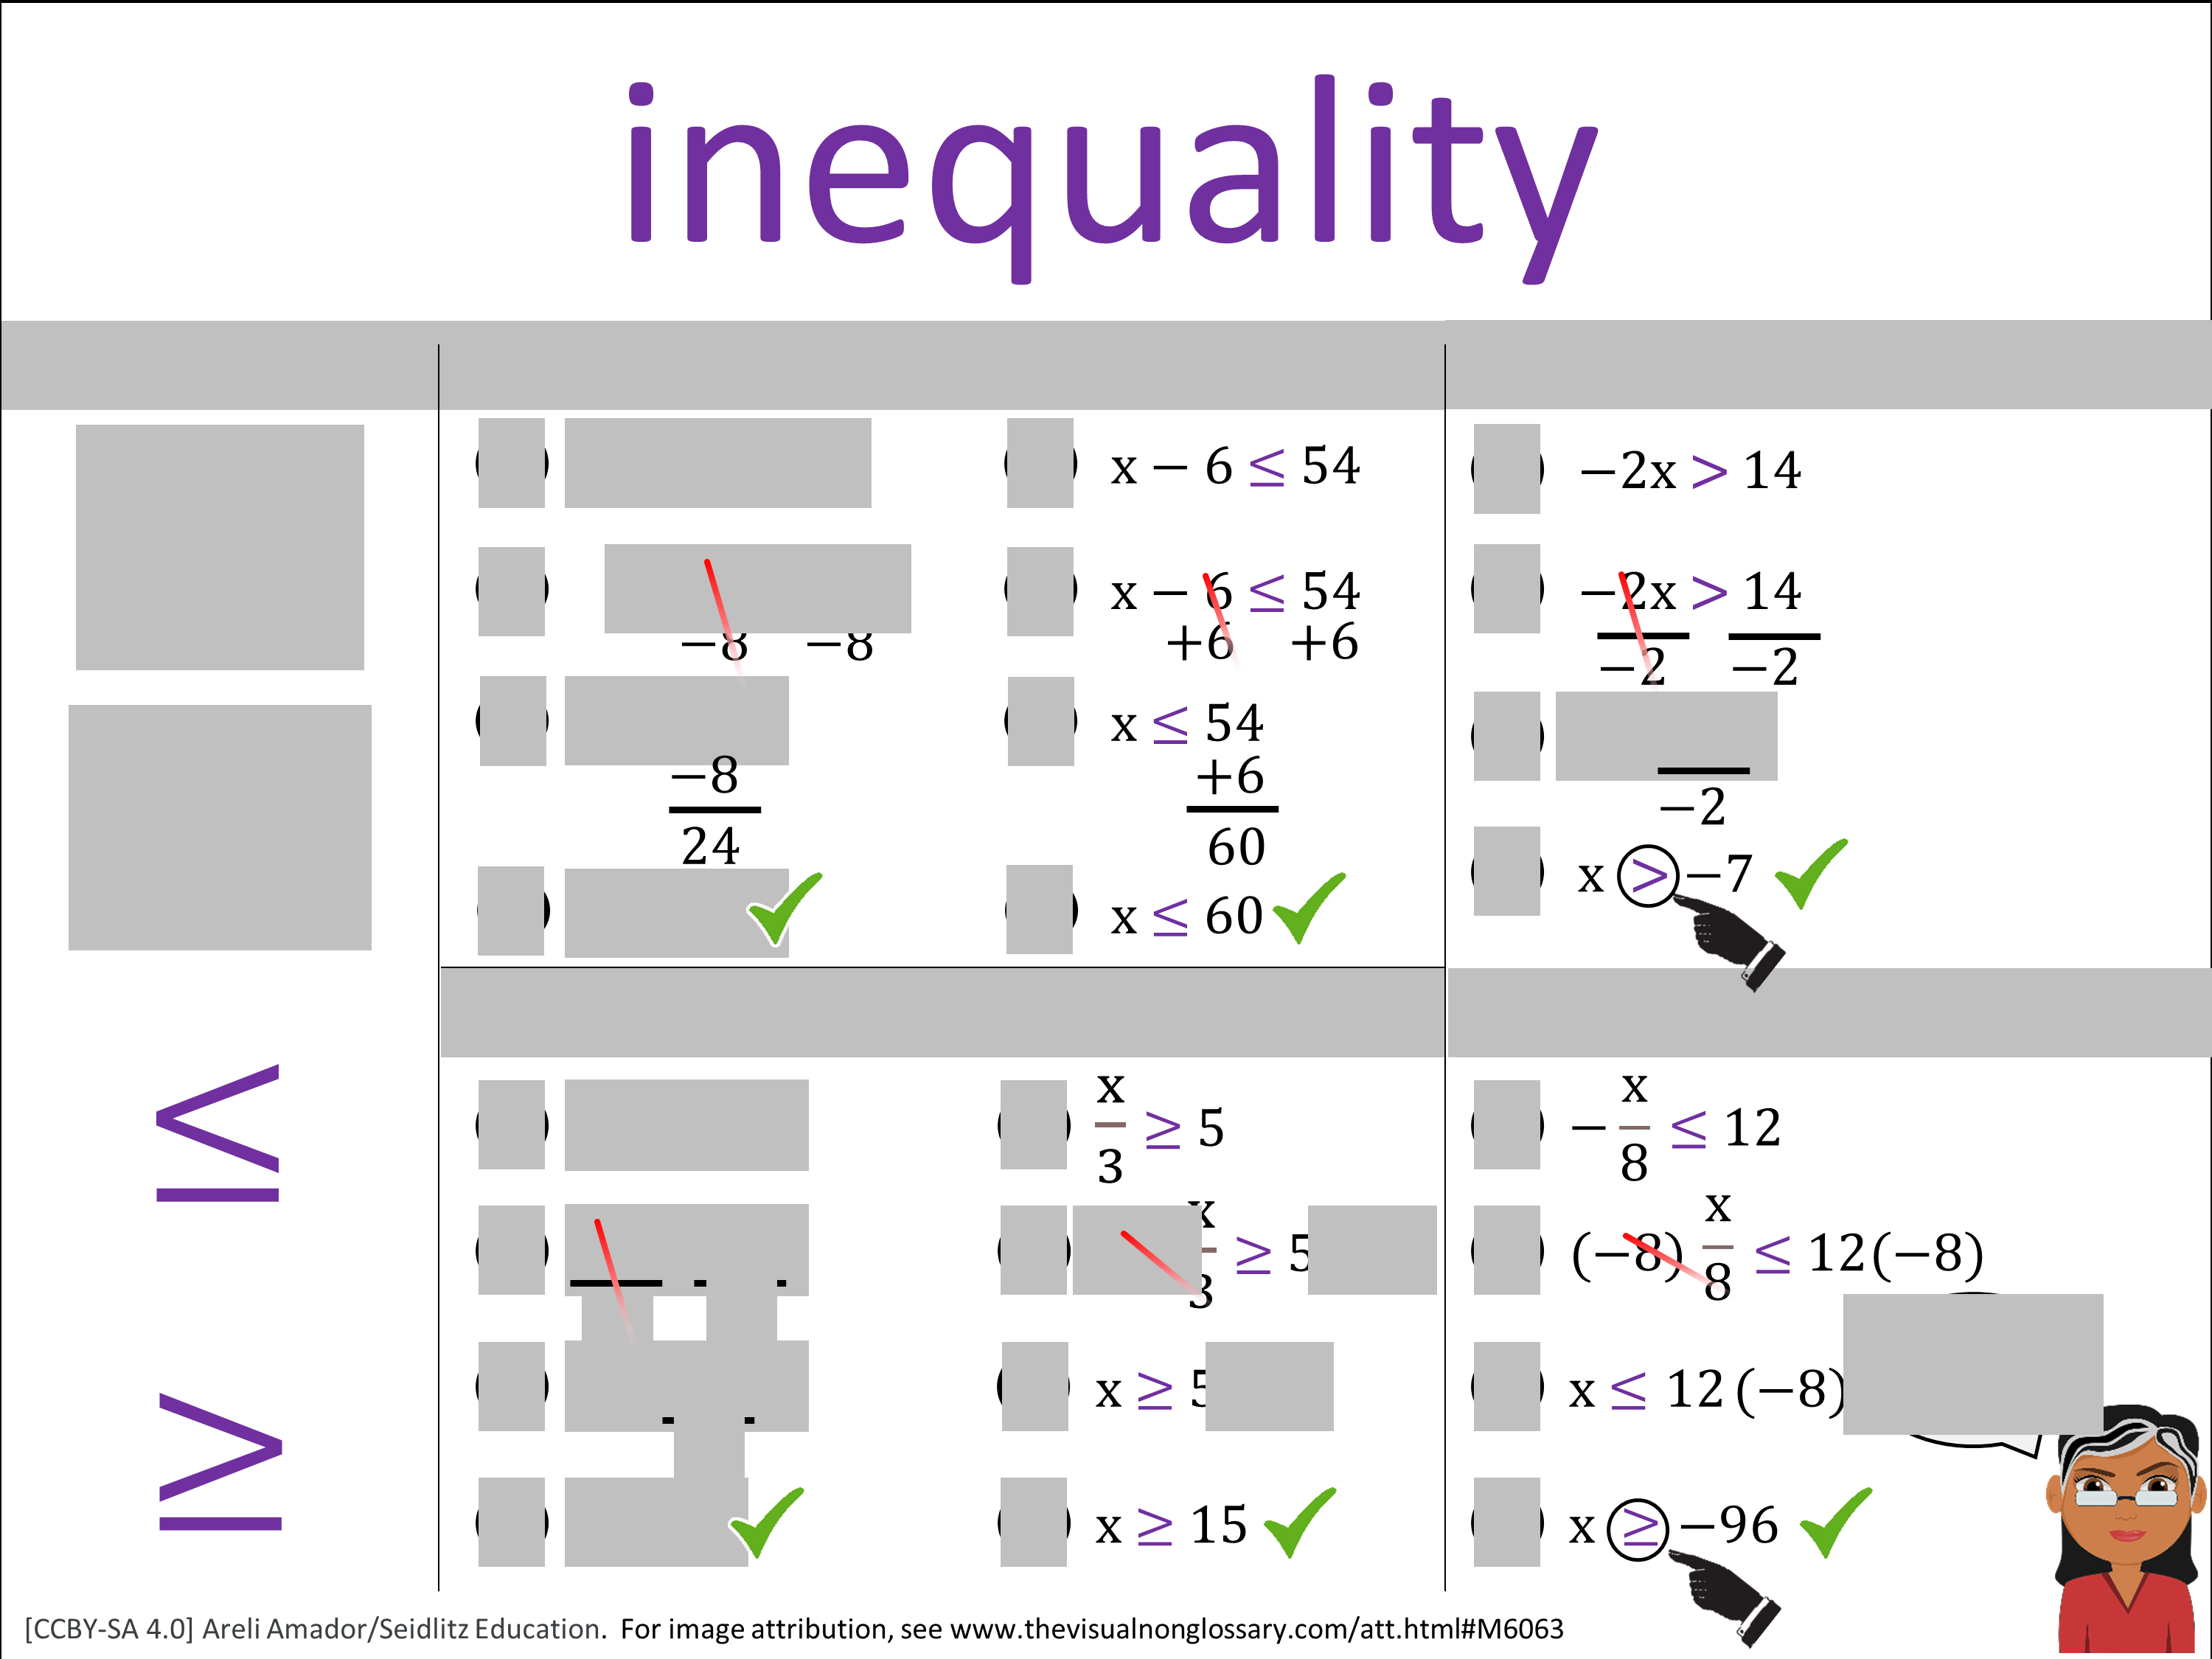 inequality
x − 6 ≤ 54
−2x > 14
x − 6 ≤ 54
−2x > 14
−8 −8
+6 +6
−2 −2
x ≤ 54
−8
+6
−2
24
60
x > −7
x ≤ 60
≤
x/3 ≥ 5
−x/8 ≤ 12
x/3 ≥ 5
(−8) x/8 ≤ 12(−8)
x ≥ 5
x ≤ 12 (−8)
≥
x ≥ 15
x ≥ −96
[CCBY-SA 4.0] Areli Amador/Seidlitz Education. For image attribution, see www.thevisualnonglossary.com/att.html#M6063